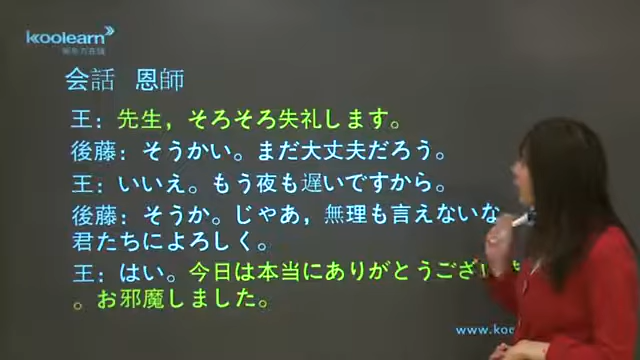 koolearn
新东方在线
会話　恩師
王：先生，そろそろ失礼します。
後藤：そうかい。まだ大丈夫だろう。
王：いいえ。もう夜も遅いですから。
後藤：そうか。じゃあ，無理も言えないな
君たちによろしく。
王：はい。今日は本当にありがとうござい
。お邪魔しました。
www.koo